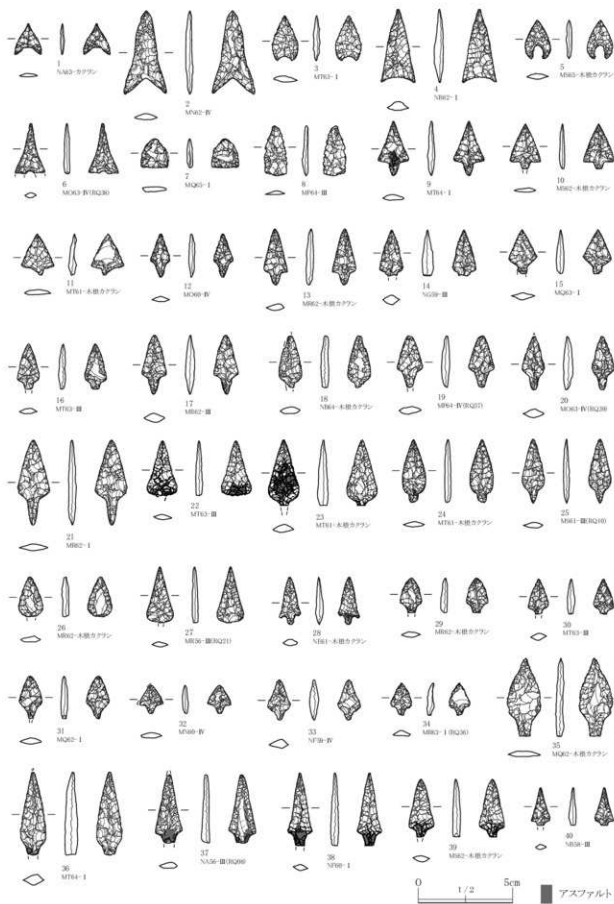 1
NA63-カクラン
2
MN62-Ⅳ
3
MT63-Ⅰ
4
NB62-Ⅰ
5
MS63-木根カクラン
6
MO63-Ⅳ(RQ38)
7
MQ65-Ⅰ
8
MP64-Ⅲ
9
MT64-Ⅰ
10
MS62-木根カクラン
11
MT61-木根カクラン
12
MO60-Ⅳ
13
MR62-木根カクラン
14
NG59-Ⅲ
15
MQ63-Ⅰ
16
MT63-Ⅲ
17
MR62-Ⅲ
18
NB64-木根カクラン
19
MP64-Ⅳ(RQ37)
20
MO63-Ⅳ(RQ39)
21
MR62-Ⅰ
22
MT63-Ⅲ
23
MT61-木根カクラン
24
MT61-木根カクラン
25
MS61-Ⅲ(RQ10)
26
MR62-木根カクラン
27
MR56-Ⅲ(RQ21)
28
NE61-木根カクラン
29
MR62-木根カクラン
30
MT63-Ⅲ
31
MQ62-Ⅰ
32
MN60-Ⅳ
33
NF59-Ⅳ
34
MR63-Ⅰ(RQ36)
35
MQ62-木根カクラン
36
MT64-Ⅰ
37
NA56-Ⅲ(RQ66)
38
NF60-Ⅰ
39
MS62-木根カクラン
40
NB58-Ⅲ
0 1/2 5cm
アスファルト